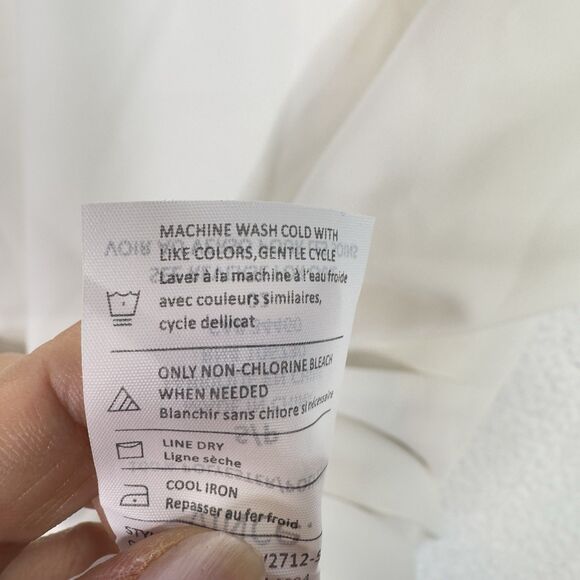 MACHINE WASH COLD WITH
LIKE COLORS,GENTLE CYCLE
Laver à la machine à l'eau froide
avec couleurs similaires,
cycle dellicat
ONLY NON-CHLORINE BLEACH
WHEN NEEDED
Blanchir sans chlore si nécessaire
LINE DRY
Ligne sèche
COOL IRON
Repasser au fer froid